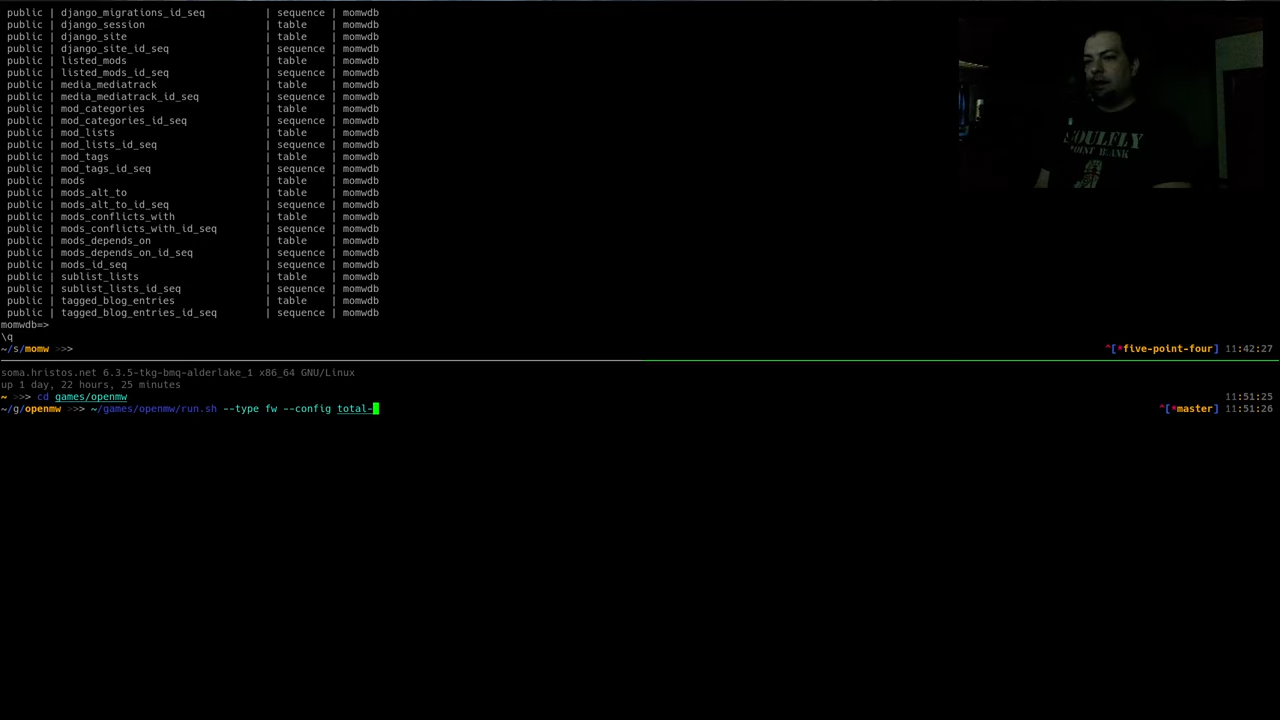 public | django_migrations_id_seq | sequence | momwdb
public | django_session | table | momwdb
public | django_site | table | momwdb
public | django_site_id_seq | sequence | momwdb
public | listed_mods | table | momwdb
public | listed_mods_id_seq | sequence | momwdb
public | media_mediatrack | table | momwdb
public | media_mediatrack_id_seq | sequence | momwdb
public | mod_categories | table | momwdb
public | mod_categories_id_seq | sequence | momwdb
public | mod_lists | table | momwdb
public | mod_lists_id_seq | sequence | momwdb
public | mod_tags | table | momwdb
public | mod_tags_id_seq | sequence | momwdb
public | mods | table | momwdb
public | mods_alt_to | table | momwdb
public | mods_alt_to_id_seq | sequence | momwdb
public | mods_conflicts_with | table | momwdb
public | mods_conflicts_with_id_seq | sequence | momwdb
public | mods_depends_on | table | momwdb
public | mods_depends_on_id_seq | sequence | momwdb
public | mods_id_seq | sequence | momwdb
public | sublist_lists | table | momwdb
public | sublist_lists_id_seq | sequence | momwdb
public | tagged_blog_entries | table | momwdb
public | tagged_blog_entries_id_seq | sequence | momwdb
momwdb=>
\q
~/s/momw >>> ^[*five-point-four] 11:42:27
soma.hristos.net 6.3.5-tkg-bmq-alderlake_1 x86_64 GNU/Linux
up 1 day, 22 hours, 25 minutes
~ >>> cd games/openmw 11:51:25
~/g/openmw >>> ~/games/openmw/run.sh --type fw --config total- ^[*master] 11:51:26
SOULFLY
POINT BLANK